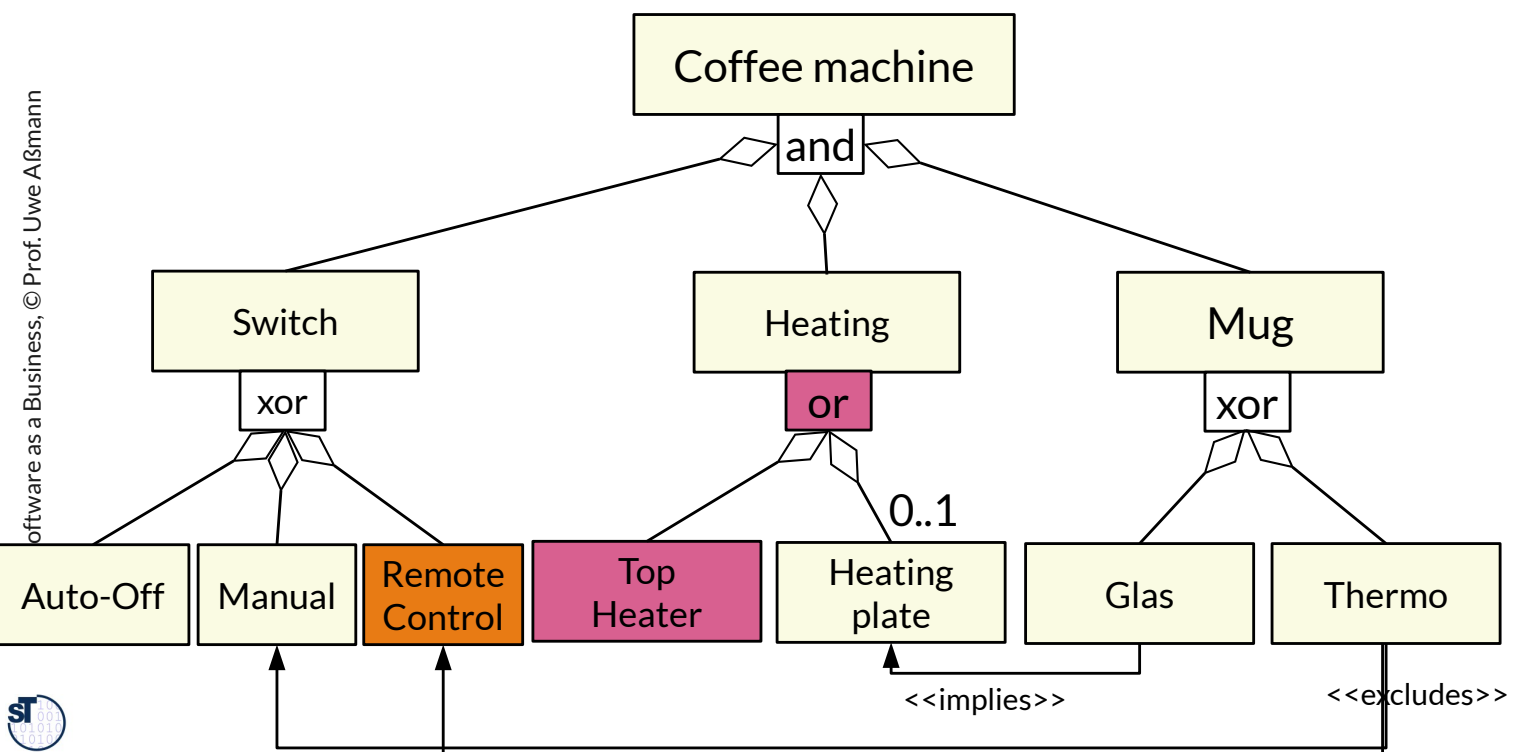 Coffee machine
and
Switch
Heating
Mug
xor
or
xor
0..1
Auto-Off
Manual
Remote
Control
Top
Heater
Heating
plate
Glas
Thermo
<<implies>>
<<excludes>>
oftware as a Business, © Prof. Uwe Aßmann
ST